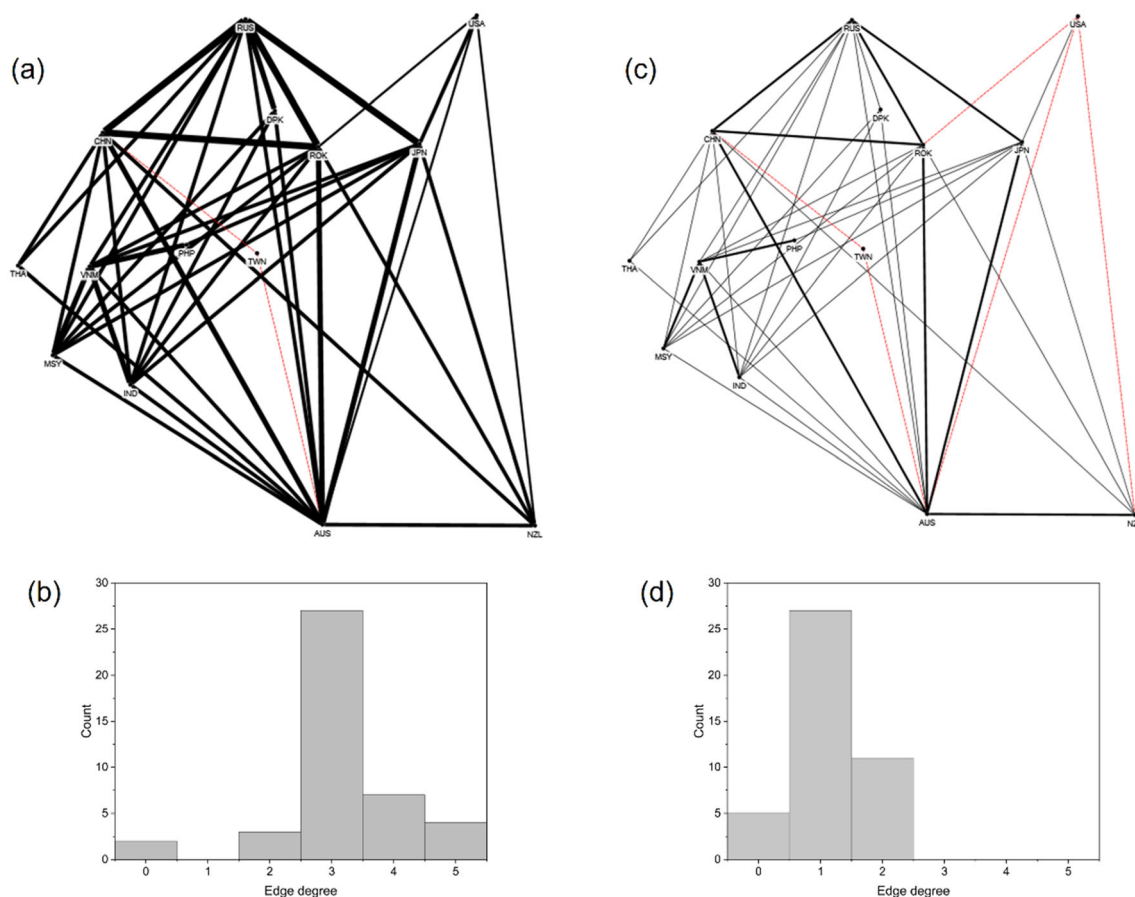 (a)
RUS
USA
DPK
CHN
ROK
JPN
PHP
THA
VNM
TWN
MSY
IND
AUS
NZL
(c)
RUS
USA
DPK
CHN
ROK
JPN
PHP
THA
VNM
TWN
MSY
IND
AUS
NZ
(b)
30
25
20
15
10
5
0
Count
0 1 2 3 4 5
Edge degree
(d)
30
25
20
15
10
5
0
Count
0 1 2 3 4 5
Edge degree